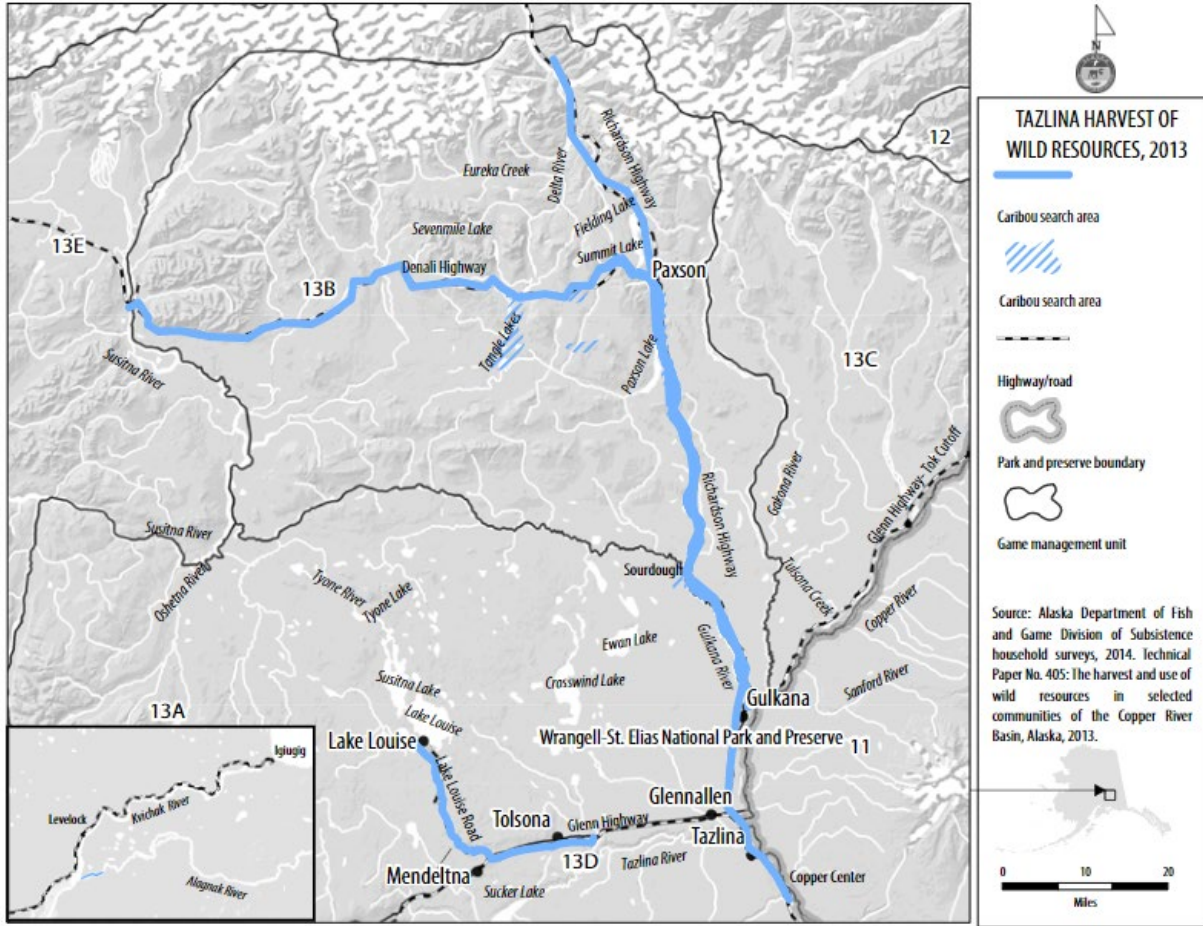 12
Richardson Highway
Eureka Creek
Delta River
Fielding Lake
Sevenmile Lake
13E
Summit Lake
Denali Highway
Paxson
13B
Tangle Lakes
Paxson Lake
13C
Susitna River
Gakona River
Glenn Highway- Tok Cutoff
Richardson Highway
Susitna River
Oshetna River
Tyone River
Tyone Lake
Sourdough
Tulsona Creek
Copper River
Ewan Lake
Gulkana River
Susitna Lake
Crosswind Lake
Sanford River
13A
Lake Louise
Gulkana
Lake Louise
Wrangell-St. Elias National Park and Preserve
11
Lake Louise Road
Glennallen
Tolsona
Glenn Highway
Tazlina
13D
Tazlina River
Mendeltna
Sucker Lake
Copper Center
Igiugig
Levelock
Kvichak River
Alagnak River
N
TAZLINA HARVEST OF
WILD RESOURCES, 2013
Caribou search area
Caribou search area
Highway/road
Park and preserve boundary
Game management unit
Source: Alaska Department of Fish
and Game Division of Subsistence
household surveys, 2014. Technical
Paper No. 405: The harvest and use of
wild resources in selected
communities of the Copper River
Basin, Alaska, 2013.
10 0 10 20
Miles